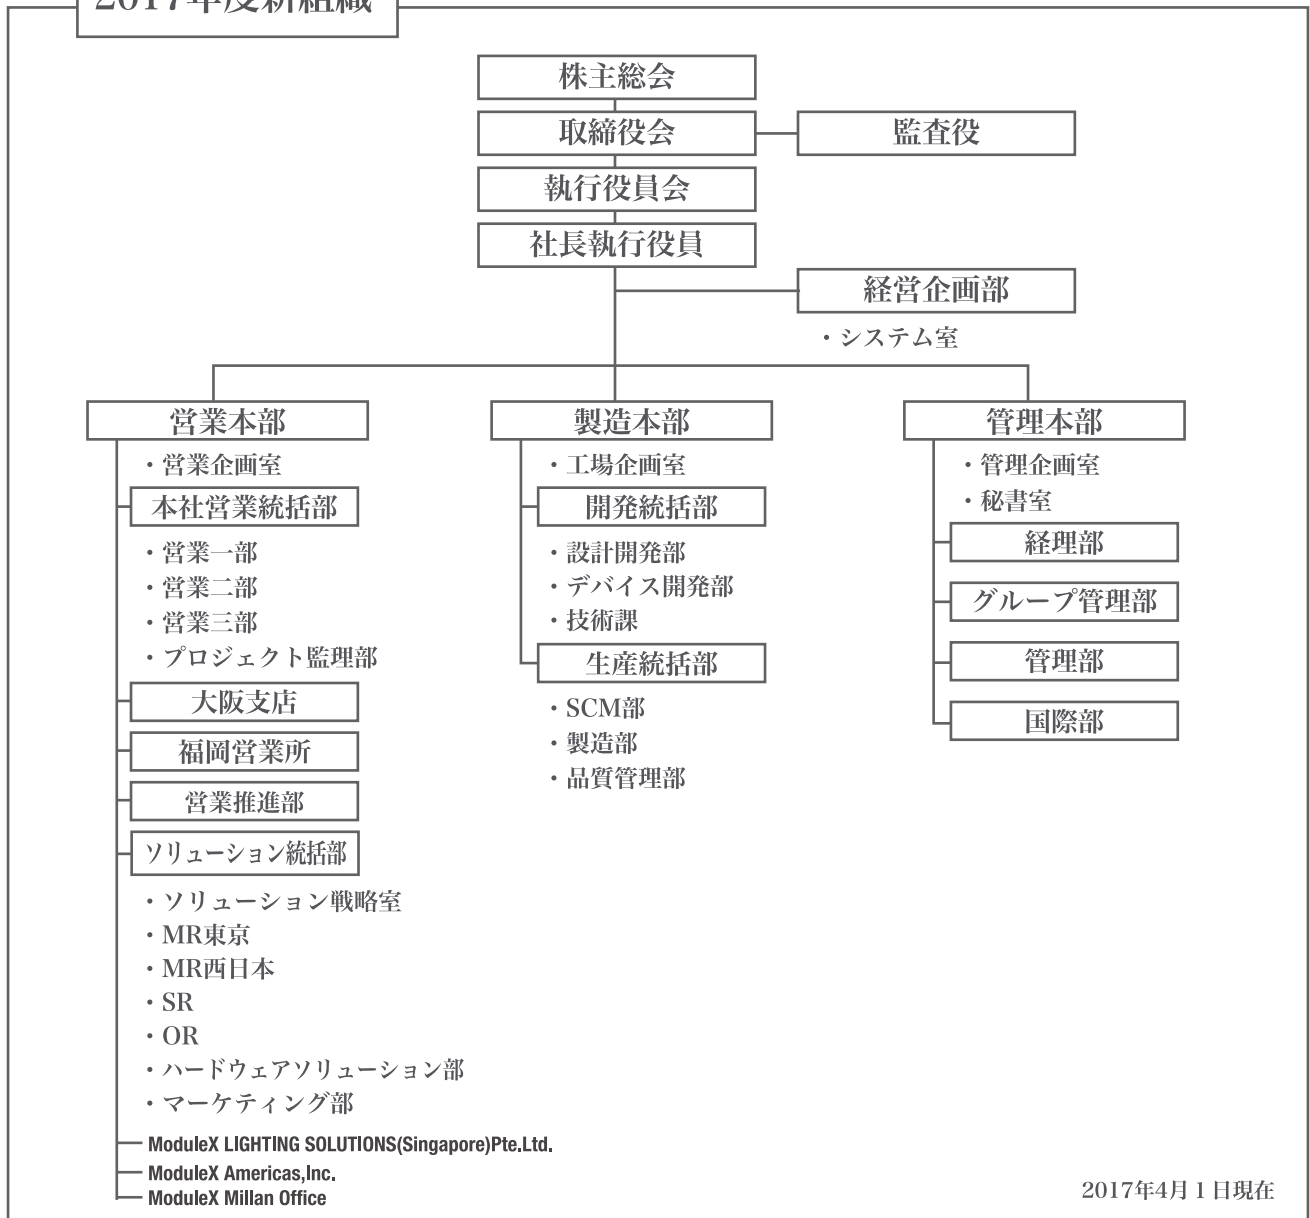 2017年度新組織
株主総会
取締役会
監査役
執行役員会
社長執行役員
経営企画部
・システム室
営業本部
・営業企画室
本社営業統括部
・営業一部
・営業二部
・営業三部
・プロジェクト監理部
大阪支店
福岡営業所
営業推進部
ソリューション統括部
・ソリューション戦略室
・MR東京
・MR西日本
・SR
・OR
・ハードウェアソリューション部
・マーケティング部
ModuleX LIGHTING SOLUTIONS(Singapore)Pte.Ltd.
ModuleX Americas,Inc.
ModuleX Millan Office
製造本部
・工場企画室
開発統括部
・設計開発部
・デバイス開発部
・技術課
生産統括部
・SCM部
・製造部
・品質管理部
管理本部
・管理企画室
・秘書室
経理部
グループ管理部
管理部
国際部
2017年4月1日現在